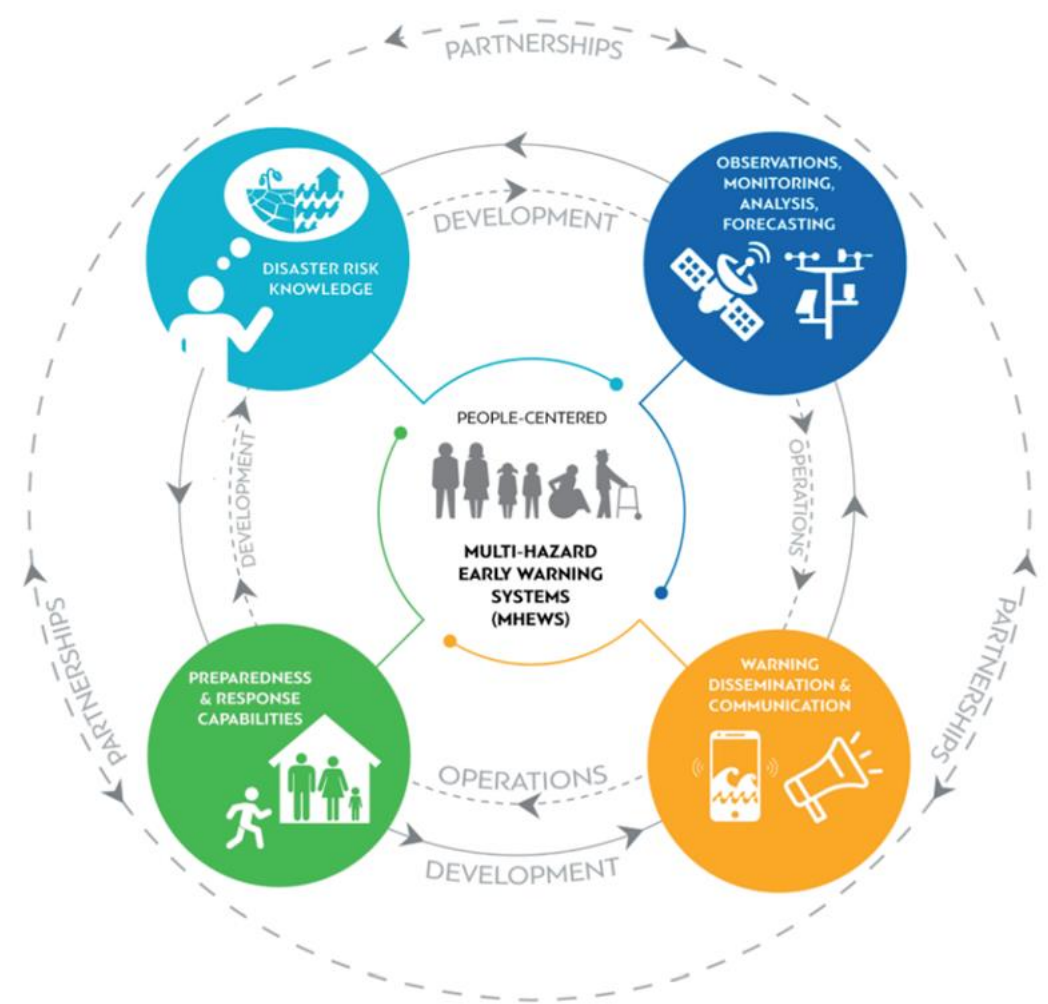 PARTNERSHIPS
OBSERVATIONS,
MONITORING,
ANALYSIS,
FORECASTING
DEVELOPMENT
DISASTER RISK
KNOWLEDGE
PEOPLE-CENTERED
MULTI-HAZARD
EARLY WARNING
SYSTEMS
(MHEWS)
DEVELOPMENT
OPERATIONS
PARTNERSHIPS
PARTNERSHIPS
PREPAREDNESS
& RESPONSE
CAPABILITIES
WARNING
DISSEMINATION &
COMMUNICATION
OPERATIONS
DEVELOPMENT